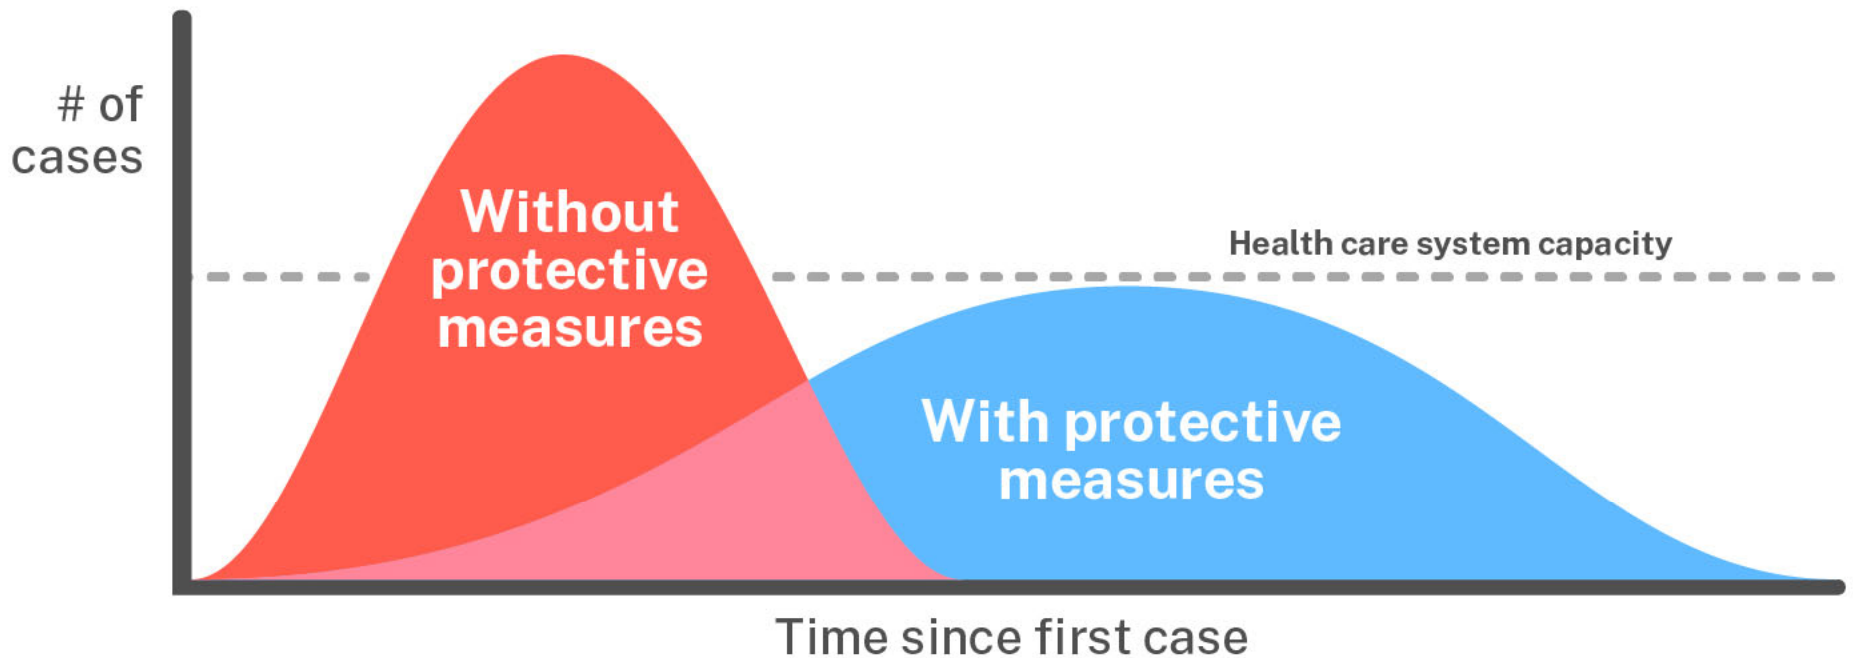 # of
cases
Without
protective
measures
Health care system capacity
With protective
measures
Time since first case